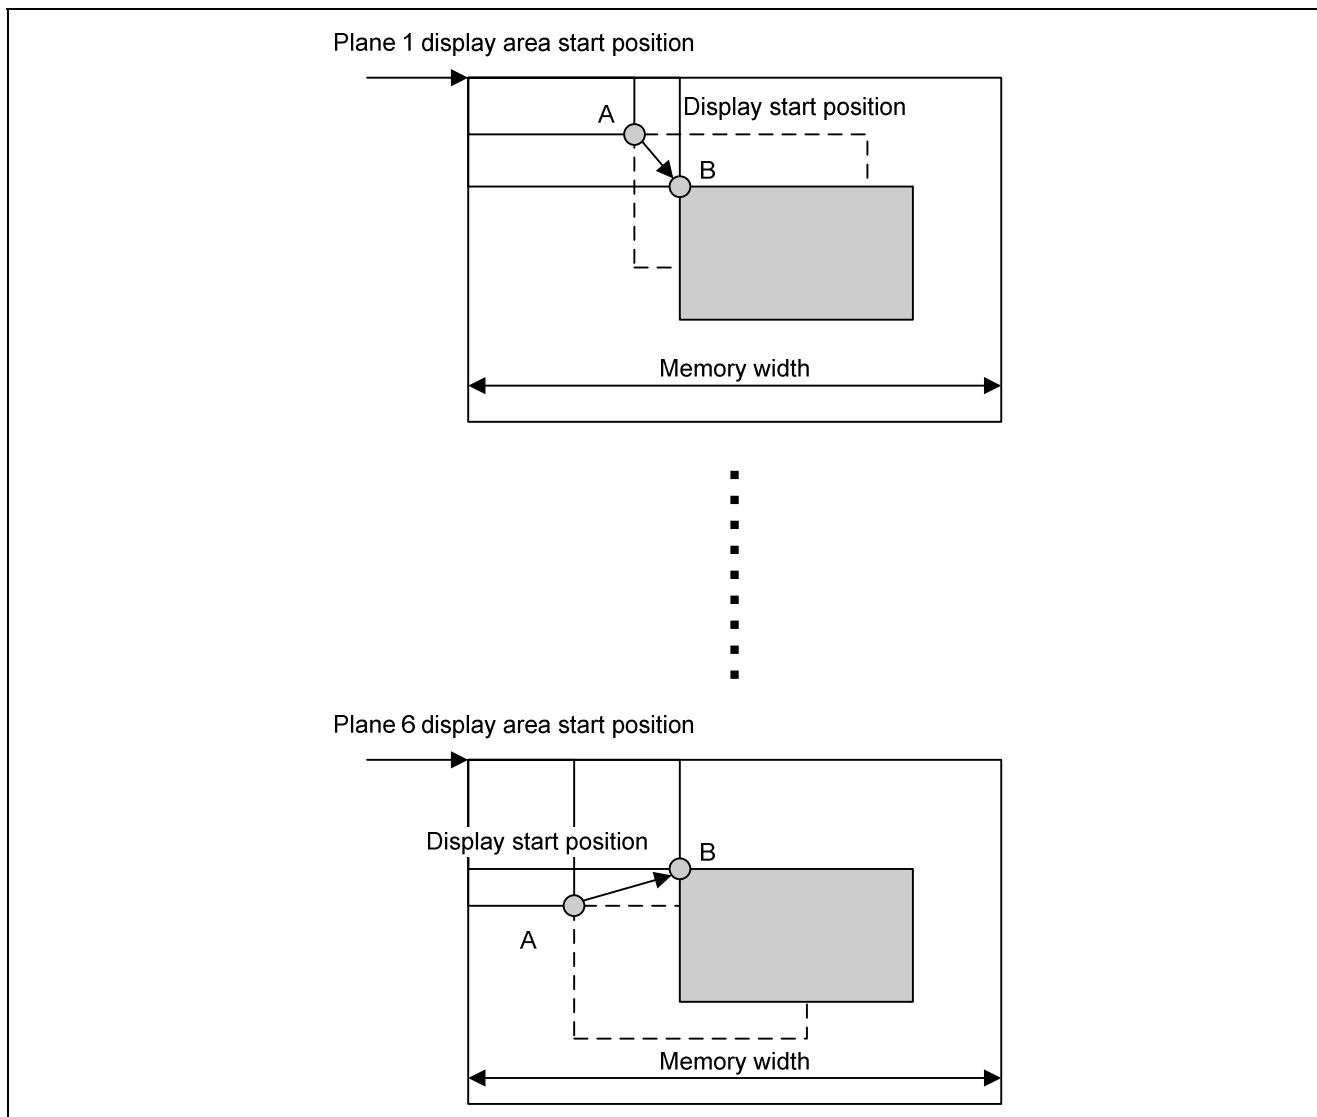 Plane 1 display area start position
A
Display start position
B
Memory width
Plane 6 display area start position
Display start position
B
A
Memory width